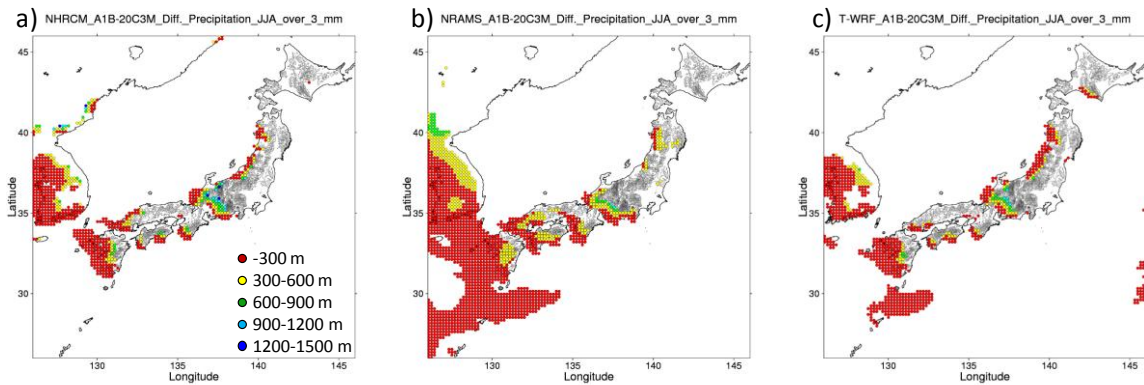 a) NHRCM_A1B-20C3M_Diff._Precipitation_JJA_over_3_mm
45
40
35
30
Latitude
130 135 140 145
Longitude
-300 m
300-600 m
600-900 m
900-1200 m
1200-1500 m
b) NRAMS_A1B-20C3M_Diff._Precipitation_JJA_over_3_mm
45
40
35
30
Latitude
130 135 140 145
Longitude
c) T-WRF_A1B-20C3M_Diff._Precipitation_JJA_over_3_mm
45
40
35
30
Latitude
130 135 140 145
Longitude